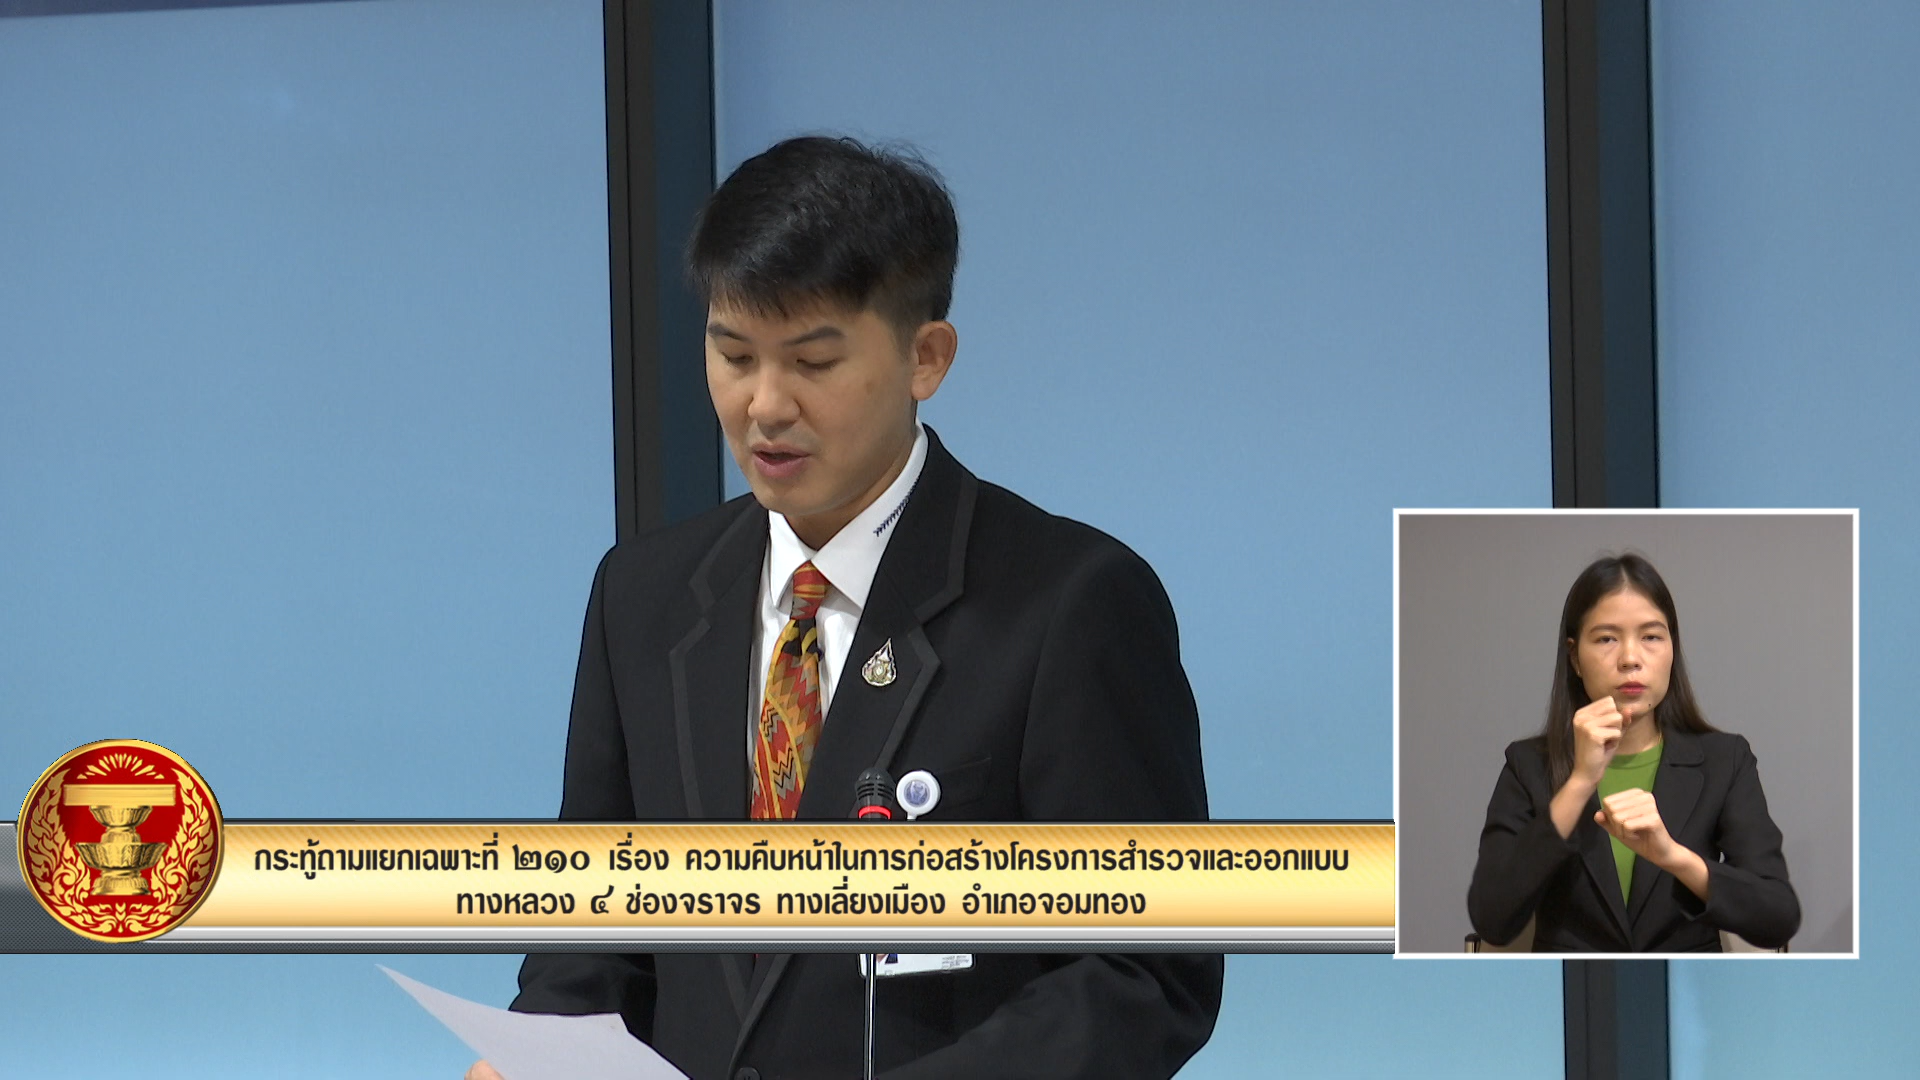 กระทู้ถามแยกเฉพาะที่ ๒๑๐ เรื่อง ความคืบหน้าในการก่อสร้างโครงการสำรวจและออกแบบ
ทางหลวง ๔ ช่องจราจร ทางเลี่ยงเมือง อำเภอจอมทอง